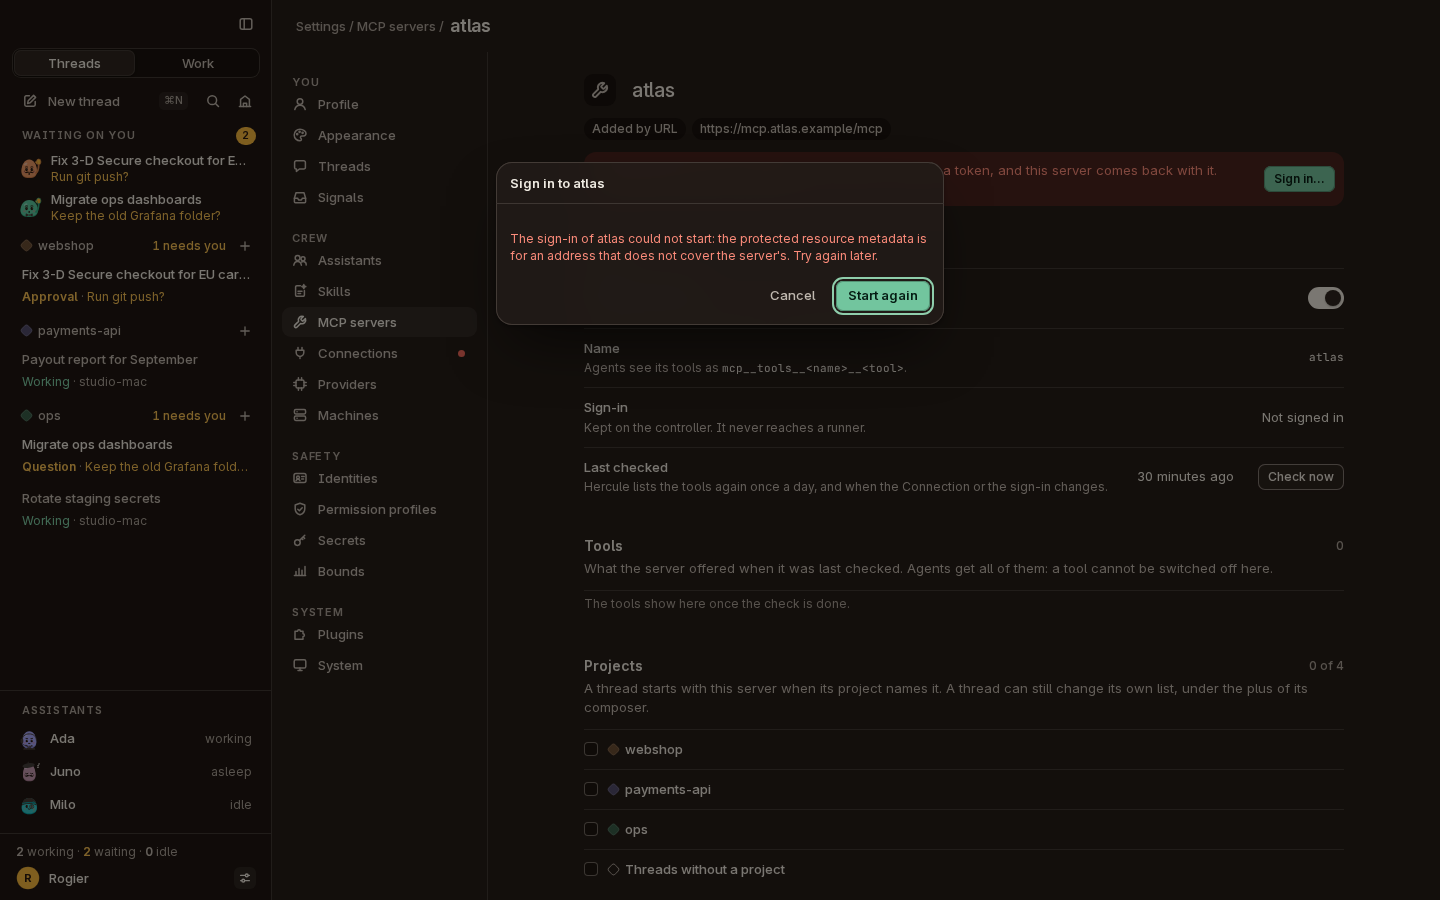 Settings / MCP servers / atlas
Threads
Work
New thread
⌘N
WAITING ON YOU
2
Fix 3-D Secure checkout for E…
Run git push?
Migrate ops dashboards
Keep the old Grafana folder?
webshop
1 needs you
Fix 3-D Secure checkout for EU car…
Approval · Run git push?
payments-api
Payout report for September
Working · studio-mac
ops
1 needs you
Migrate ops dashboards
Question · Keep the old Grafana fold…
Rotate staging secrets
Working · studio-mac
ASSISTANTS
Ada
working
Juno
asleep
Milo
idle
2 working · 2 waiting · 0 idle
R
Rogier
YOU
Profile
Appearance
Threads
Signals
CREW
Assistants
Skills
MCP servers
Connections
Providers
Machines
SAFETY
Identities
Permission profiles
Secrets
Bounds
SYSTEM
Plugins
System
atlas
Added by URL
https://mcp.atlas.example/mcp
a token, and this server comes back with it.
Sign in…
Sign in to atlas
The sign-in of atlas could not start: the protected resource metadata is
for an address that does not cover the server's. Try again later.
Cancel
Start again
Name
Agents see its tools as mcp__tools__<name>__<tool>.
atlas
Sign-in
Kept on the controller. It never reaches a runner.
Not signed in
Last checked
Hercule lists the tools again once a day, and when the Connection or the sign-in changes.
30 minutes ago
Check now
Tools
0
What the server offered when it was last checked. Agents get all of them: a tool cannot be switched off here.
The tools show here once the check is done.
Projects
0 of 4
A thread starts with this server when its project names it. A thread can still change its own list, under the plus of its
composer.
webshop
payments-api
ops
Threads without a project